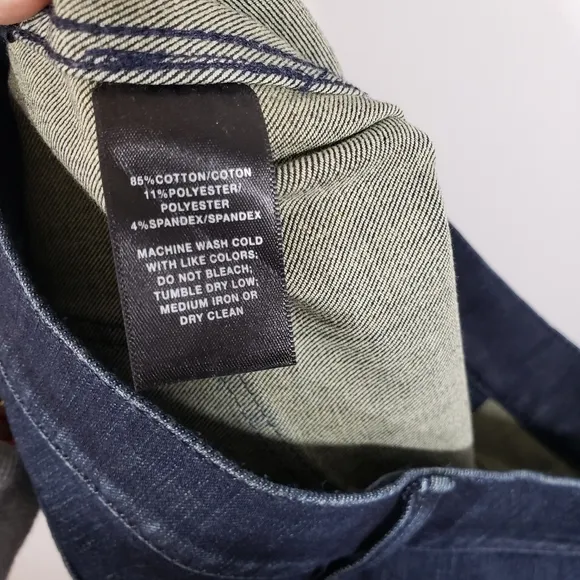 85%COTTON/COTON
11%POLYESTER/
POLYESTER
4%SPANDEX/SPANDEX
MACHINE WASH COLD
WITH LIKE COLORS;
DO NOT BLEACH;
TUMBLE DRY LOW;
MEDIUM IRON OR
DRY CLEAN